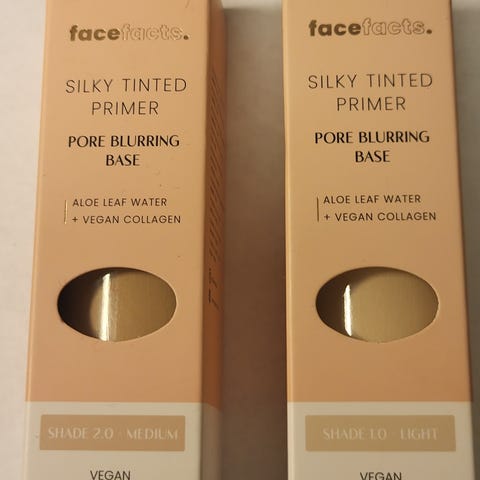 facefacts.
SILKY TINTED
PRIMER
PORE BLURRING
BASE
ALOE LEAF WATER
+ VEGAN COLLAGEN
SHADE 2.0 - MEDIUM
VEGAN
facefacts.
SILKY TINTED
PRIMER
PORE BLURRING
BASE
ALOE LEAF WATER
+ VEGAN COLLAGEN
SHADE 1.0 - LIGHT
VEGAN